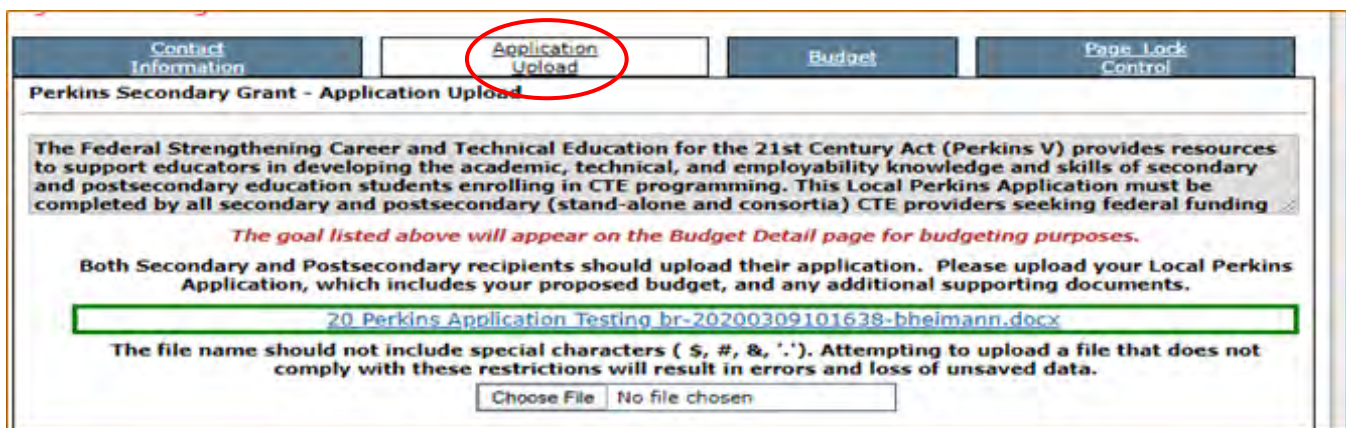 Contact Information
Application Upload
Budget
Page Lock Control
Perkins Secondary Grant - Application Upload
The Federal Strengthening Career and Technical Education for the 21st Century Act (Perkins V) provides resources
to support educators in developing the academic, technical, and employability knowledge and skills of secondary
and postsecondary education students enrolling in CTE programming. This Local Perkins Application must be
completed by all secondary and postsecondary (stand-alone and consortia) CTE providers seeking federal funding
The goal listed above will appear on the Budget Detail page for budgeting purposes.
Both Secondary and Postsecondary recipients should upload their application. Please upload your Local Perkins
Application, which includes your proposed budget, and any additional supporting documents.
20 Perkins Application Testing br-20200309101638-bheimann.docx
The file name should not include special characters ( $, #, &, '.'). Attempting to upload a file that does not
comply with these restrictions will result in errors and loss of unsaved data.
Choose File No file chosen